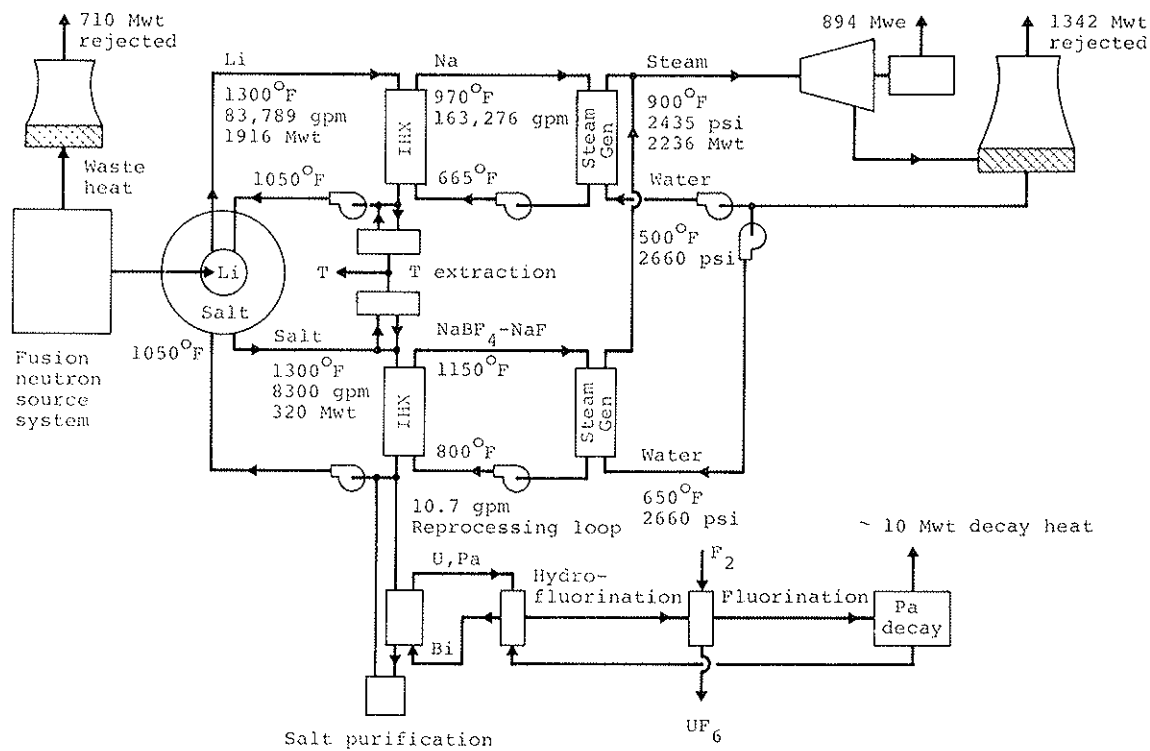 710 Mwt
rejected
894 Mwe
1342 Mwt
rejected
Li
1300°F
83,789 gpm
1916 Mwt
Na
970°F
163,276 gpm
Steam
900°F
2435 psi
2236 Mwt
IHX
Steam
Gen
Waste
heat
1050°F
665°F
Water
500°F
2660 psi
Li
Salt
T
T extraction
Fusion
neutron
source
system
1050°F
Salt
1300°F
8300 gpm
320 Mwt
NaBF4-NaF
1150°F
IHX
Steam
Gen
800°F
Water
650°F
2660 psi
10.7 gpm
Reprocessing loop
~ 10 Mwt decay heat
U,Pa
Hydro-
fluorination
F2
Fluorination
Pa
decay
Bi
UF6
Salt purification